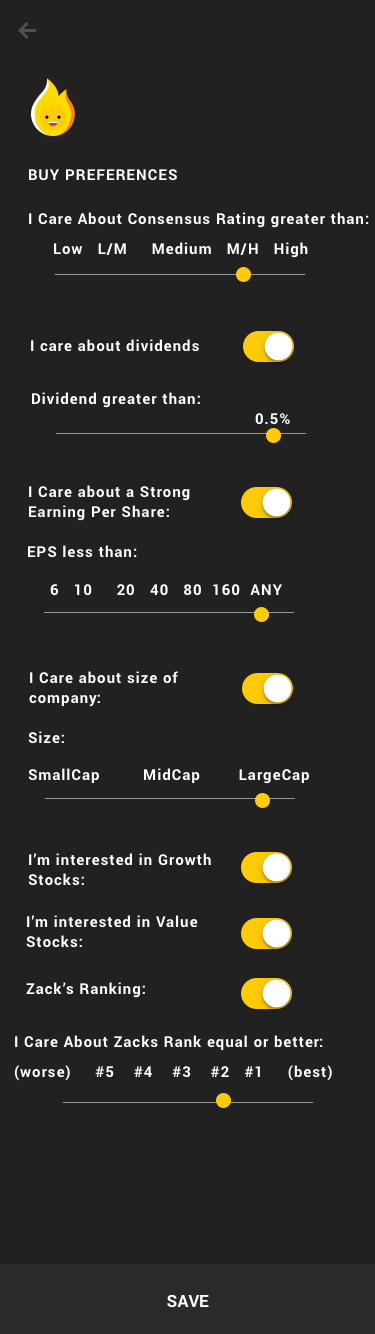 BUY PREFERENCES
I Care About Consensus Rating greater than:
Low L/M Medium M/H High
I care about dividends
Dividend greater than:
0.5%
I Care about a Strong
Earning Per Share:
EPS less than:
6 10 20 40 80 160 ANY
I Care about size of
company:
Size:
SmallCap MidCap LargeCap
I'm interested in Growth
Stocks:
I'm interested in Value
Stocks:
Zack's Ranking:
I Care About Zacks Rank equal or better:
(worse) #5 #4 #3 #2 #1 (best)
SAVE